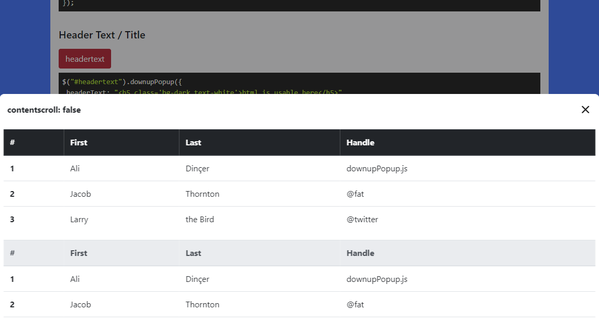 });
Header Text / Title
headertext
$("#headertext").downupPopup({
headerText: "<h5 class='bg-dark text-white'>html is usable here</h5>"
contentscroll: false
# First Last Handle
1 Ali Dinçer downupPopup.js
2 Jacob Thornton @fat
3 Larry the Bird @twitter
# First Last Handle
1 Ali Dinçer downupPopup.js
2 Jacob Thornton @fat